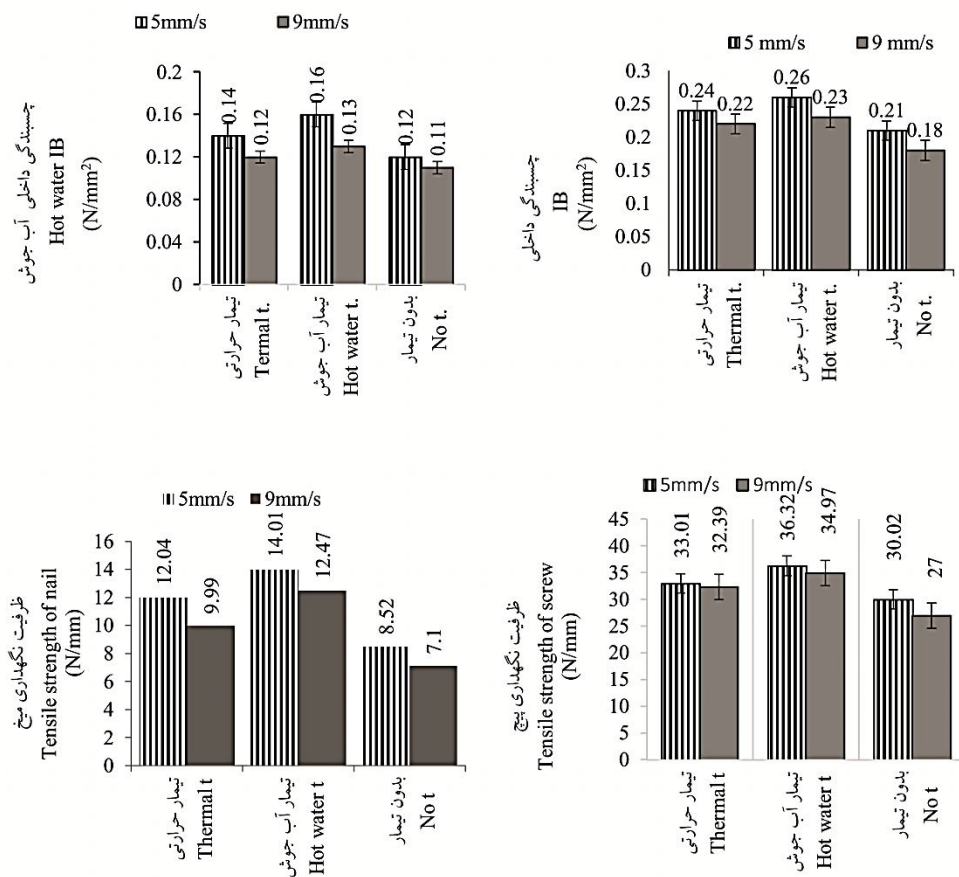 5mm/s 9mm/s
چسبندگی داخلی آب جوش
Hot water IB
(N/mm²)
0.2
0.16
0.12
0.08
0.04
0
0.14
0.12
0.16
0.13
0.12
0.11
تیمار حرارتی
Termal t.
تیمار آب جوش
Hot water t.
بدون تیمار
No t.
5 mm/s 9 mm/s
چسبندگی داخلی
IB
(N/mm²)
0.3
0.25
0.2
0.15
0.1
0.05
0
0.24
0.22
0.26
0.23
0.21
0.18
تیمار حرارتی
Thermal t.
تیمار آب جوش
Hot water t.
بدون تیمار
No t.
5mm/s 9mm/s
ظرفیت نگهداری میخ
Tensile strength of nail
(N/mm)
16
14
12
10
8
6
4
2
0
12.04
9.99
14.01
12.47
8.52
7.1
تیمار حرارتی
Thermal t
تیمار آب جوش
Hot water t
بدون تیمار
No t
5mm/s 9mm/s
ظرفیت نگهداری پیچ
Tensile strength of screw
(N/mm)
45
40
35
30
25
20
15
10
5
0
33.01
32.39
36.32
34.97
30.02
27
تیمار حرارتی
Thermal t
تیمار آب جوش
Hot water t
بدون تیمار
No t